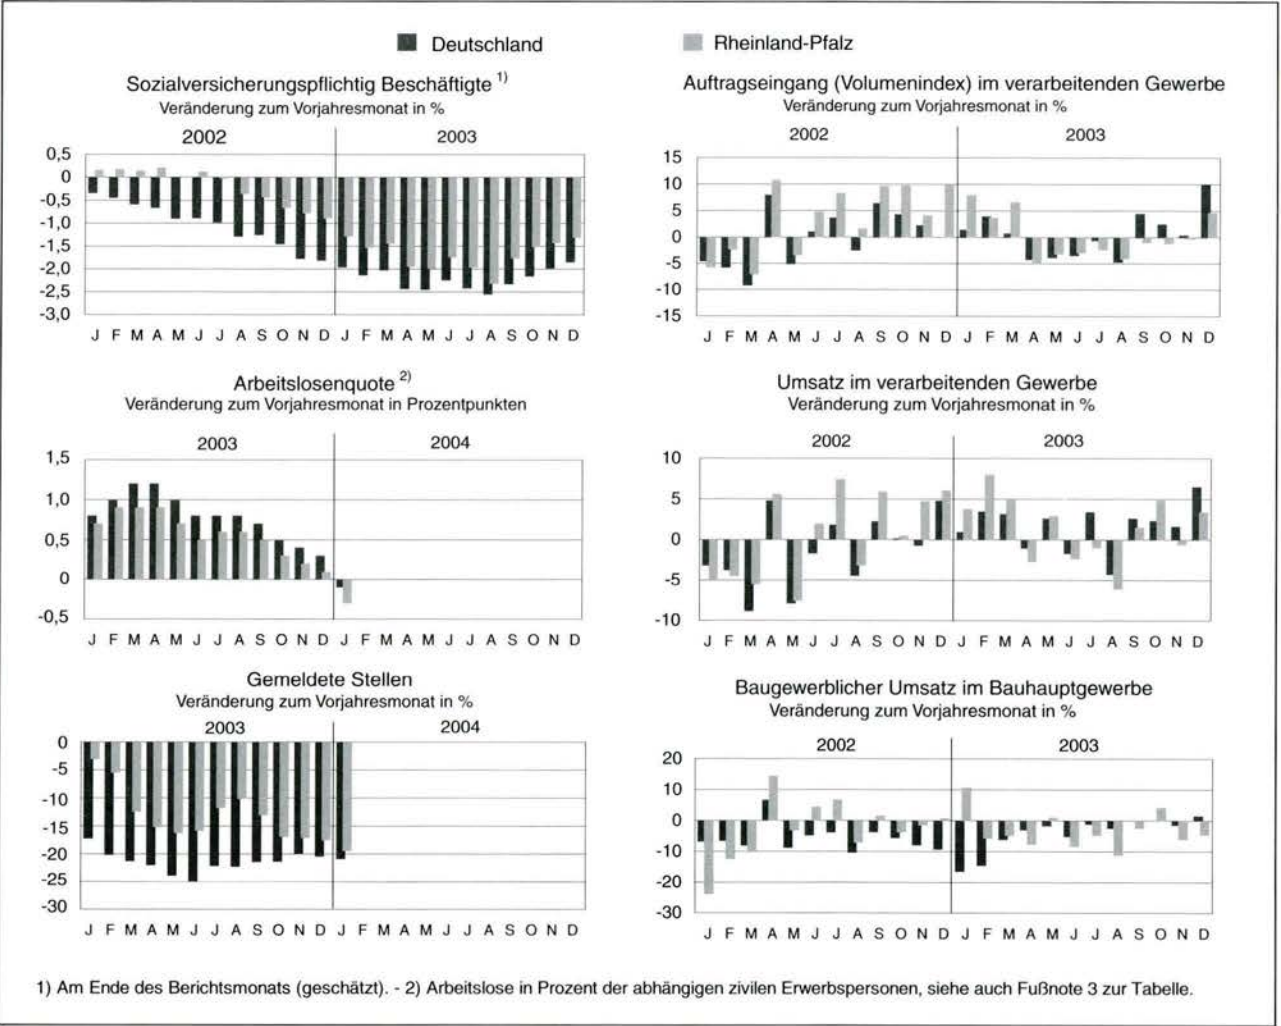 Deutschland
Rheinland-Pfalz
Sozialversicherungspflichtig Beschäftigte 1)
Veränderung zum Vorjahresmonat in %
2002 2003
0,5
0
-0,5
-1,0
-1,5
-2,0
-2,5
-3,0
J F M A M J J A S O N D J F M A M J J A S O N D
Auftragseingang (Volumenindex) im verarbeitenden Gewerbe
Veränderung zum Vorjahresmonat in %
2002 2003
15
10
5
0
-5
-10
-15
J F M A M J J A S O N D J F M A M J J A S O N D
Arbeitslosenquote 2)
Veränderung zum Vorjahresmonat in Prozentpunkten
2003 2004
1,5
1,0
0,5
0
-0,5
J F M A M J J A S O N D J F M A M J J A S O N D
Umsatz im verarbeitenden Gewerbe
Veränderung zum Vorjahresmonat in %
2002 2003
10
5
0
-5
-10
J F M A M J J A S O N D J F M A M J J A S O N D
Gemeldete Stellen
Veränderung zum Vorjahresmonat in %
2003 2004
0
-5
-10
-15
-20
-25
-30
J F M A M J J A S O N D J F M A M J J A S O N D
Baugewerblicher Umsatz im Bauhauptgewerbe
Veränderung zum Vorjahresmonat in %
2002 2003
20
10
0
-10
-20
-30
J F M A M J J A S O N D J F M A M J J A S O N D
1) Am Ende des Berichtsmonats (geschätzt). - 2) Arbeitslose in Prozent der abhängigen zivilen Erwerbspersonen, siehe auch Fußnote 3 zur Tabelle.